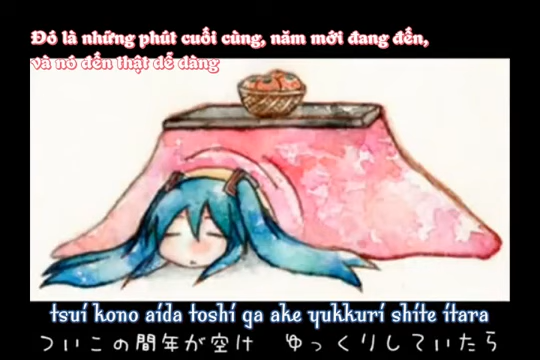 Đó là những phút cuối cùng, năm mới đang đến,
và nó đến thật dễ dàng
tsui kono aida toshi ga ake yukkuri shite itara
ついこの間年が空け　ゆっくりしていたら